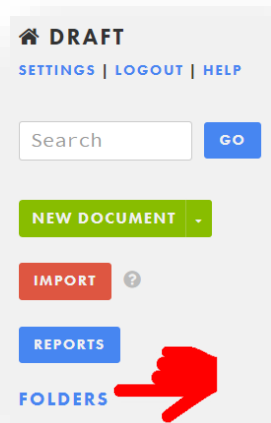 DRAFT
SETTINGS | LOGOUT | HELP
Search GO
NEW DOCUMENT
IMPORT ?
REPORTS
FOLDERS